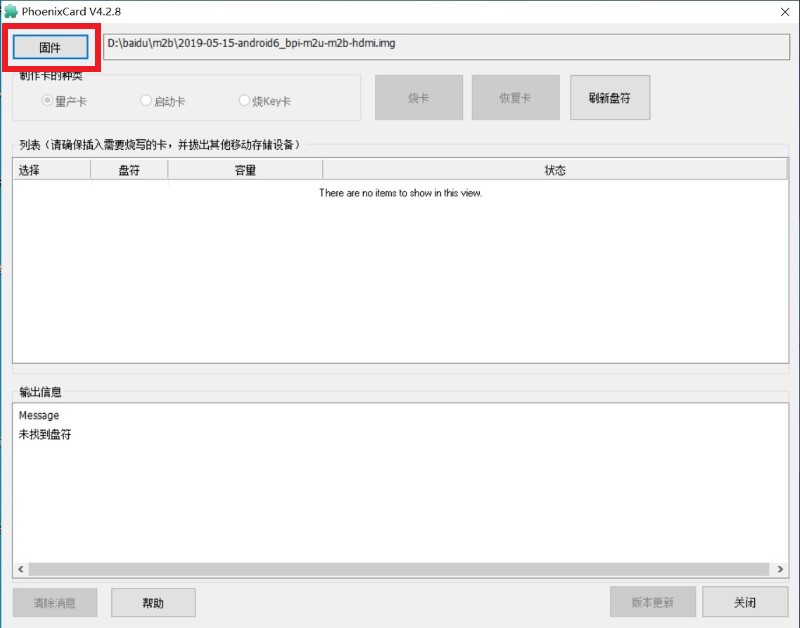 PhoenixCard V4.2.8
固件
D:\baidu\m2b\2019-05-15-android6_bpi-m2u-m2b-hdmi.img
制作卡的种类
量产卡 启动卡 烧Key卡
烧卡 恢复卡 刷新盘符
列表（请确保插入需要烧写的卡，并拔出其他移动存储设备）
选择 盘符 容量 状态
There are no items to show in this view.
输出信息
Message
未找到盘符
清除消息 帮助 版本更新 关闭